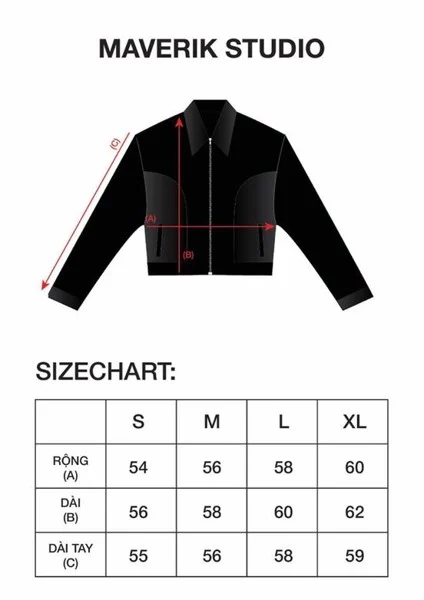 MAVERIK STUDIO
(C)
(A)
(B)
SIZECHART:
S M L XL
RỘNG
(A) 54 56 58 60
DÀI
(B) 56 58 60 62
DÀI TAY
(C) 55 56 58 59